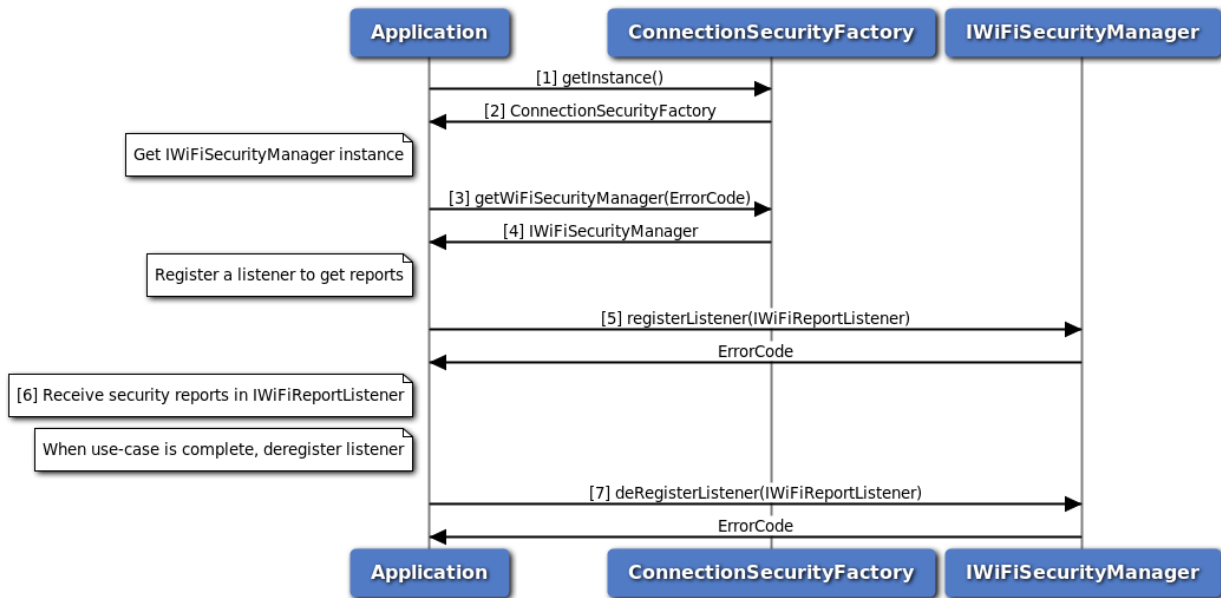 Application ConnectionSecurityFactory IWiFiSecurityManager
[1] getInstance()
[2] ConnectionSecurityFactory
Get IWiFiSecurityManager instance
[3] getWiFiSecurityManager(ErrorCode)
[4] IWiFiSecurityManager
Register a listener to get reports
[5] registerListener(IWiFiReportListener)
ErrorCode
[6] Receive security reports in IWiFiReportListener
When use-case is complete, deregister listener
[7] deRegisterListener(IWiFiReportListener)
ErrorCode
Application ConnectionSecurityFactory IWiFiSecurityManager